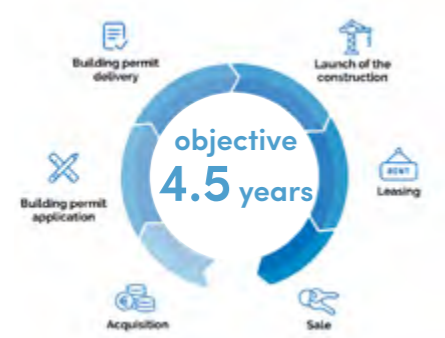 Building permit
delivery
Launch of the
construction
objective
4.5 years
Building permit
application
RENT
Leasing
Acquisition
Sale